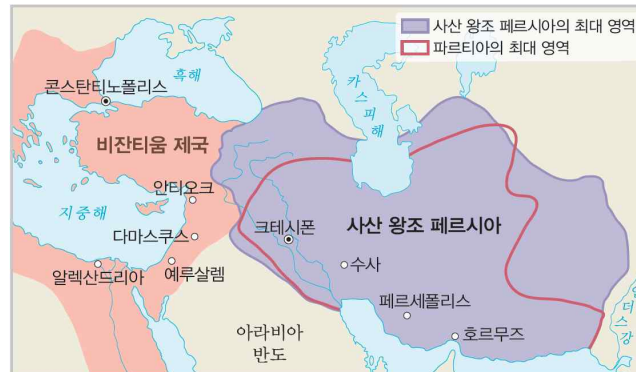 사산 왕조 페르시아의 최대 영역
파르티아의 최대 영역
흑해
콘스탄티노폴리스
카스피해
비잔티움 제국
안티오크
지중해
다마스쿠스
크테시폰
사산 왕조 페르시아
수사
알렉산드리아
예루살렘
페르세폴리스
아라비아
반도
호르무즈
인더스강